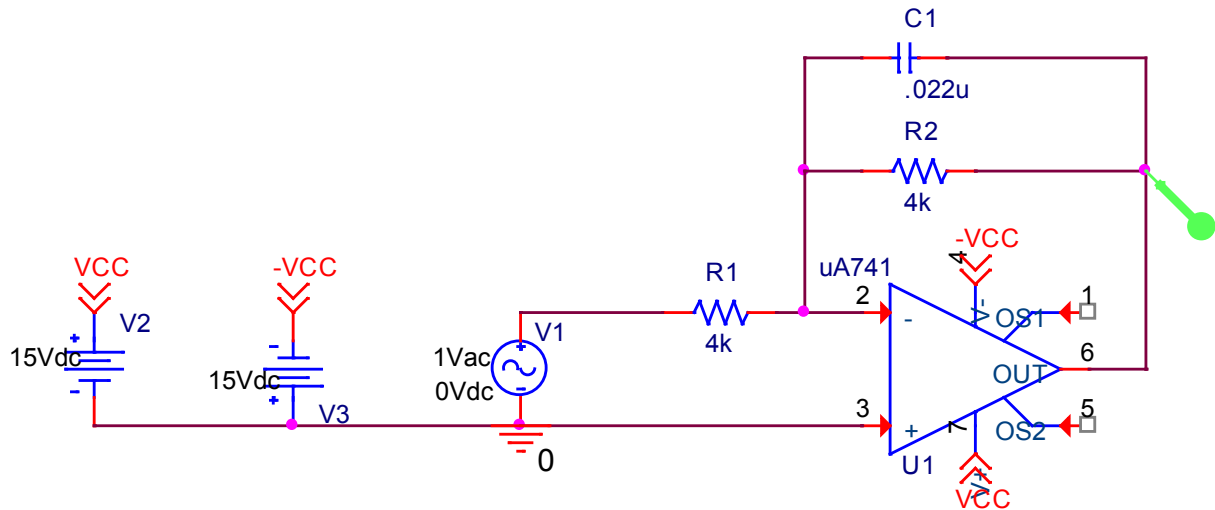 C1
.022u
R2
4k
VCC
-VCC
-VCC
4
uA741
R1
2
-
V-
OS1
1
V2
+
-
V1
4k
15Vdc
15Vdc
1Vac
+
6
OUT
-
+
0Vdc
-
3
+
7
OS2
5
V3
0
U1
V+
VCC